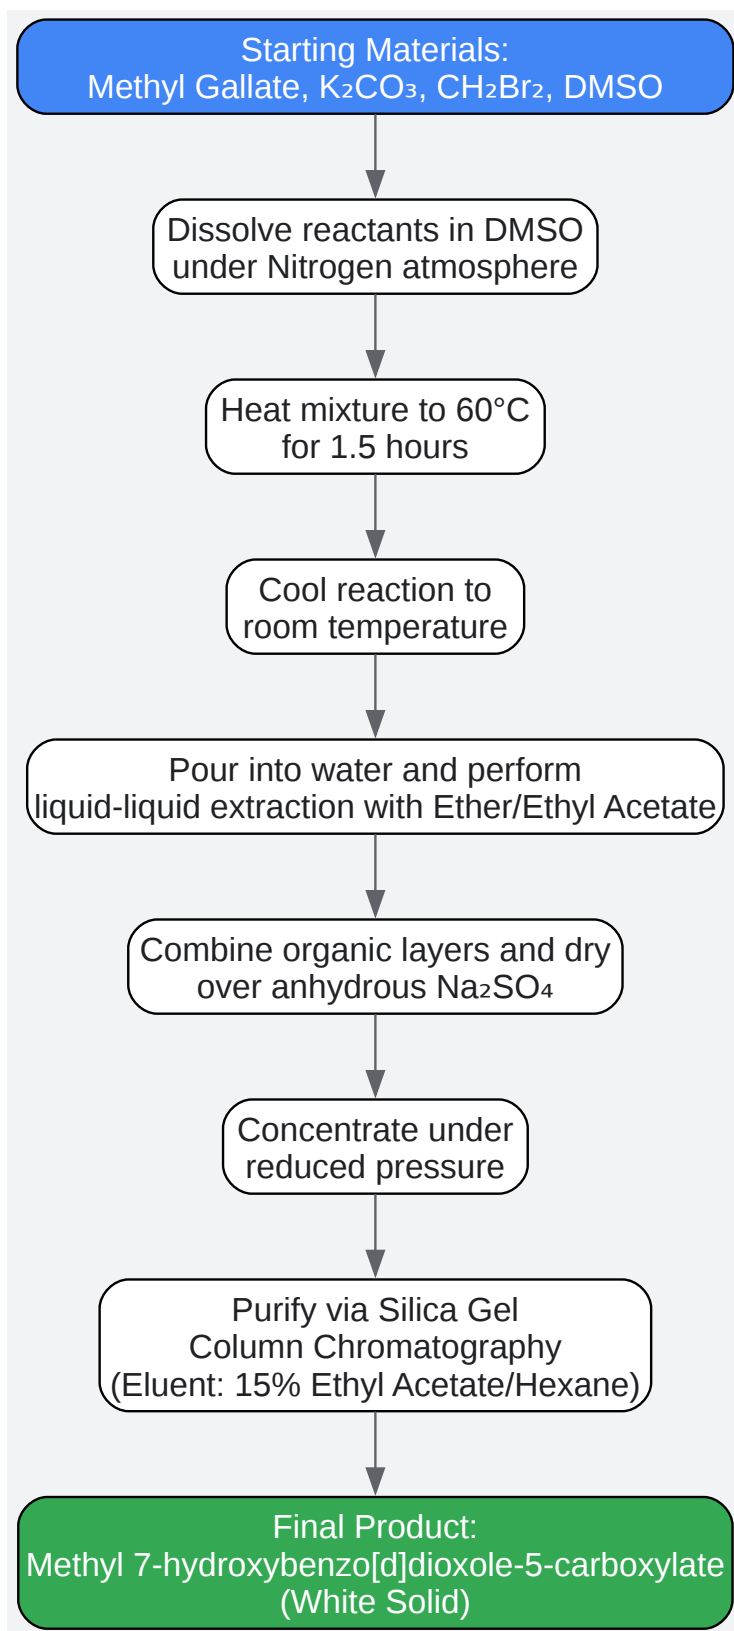 Starting Materials:
Methyl Gallate, K₂CO₃, CH₂Br₂, DMSO
Dissolve reactants in DMSO
under Nitrogen atmosphere
Heat mixture to 60°C
for 1.5 hours
Cool reaction to
room temperature
Pour into water and perform
liquid-liquid extraction with Ether/Ethyl Acetate
Combine organic layers and dry
over anhydrous Na₂SO₄
Concentrate under
reduced pressure
Purify via Silica Gel
Column Chromatography
(Eluent: 15% Ethyl Acetate/Hexane)
Final Product:
Methyl 7-hydroxybenzo[d]dioxole-5-carboxylate
(White Solid)